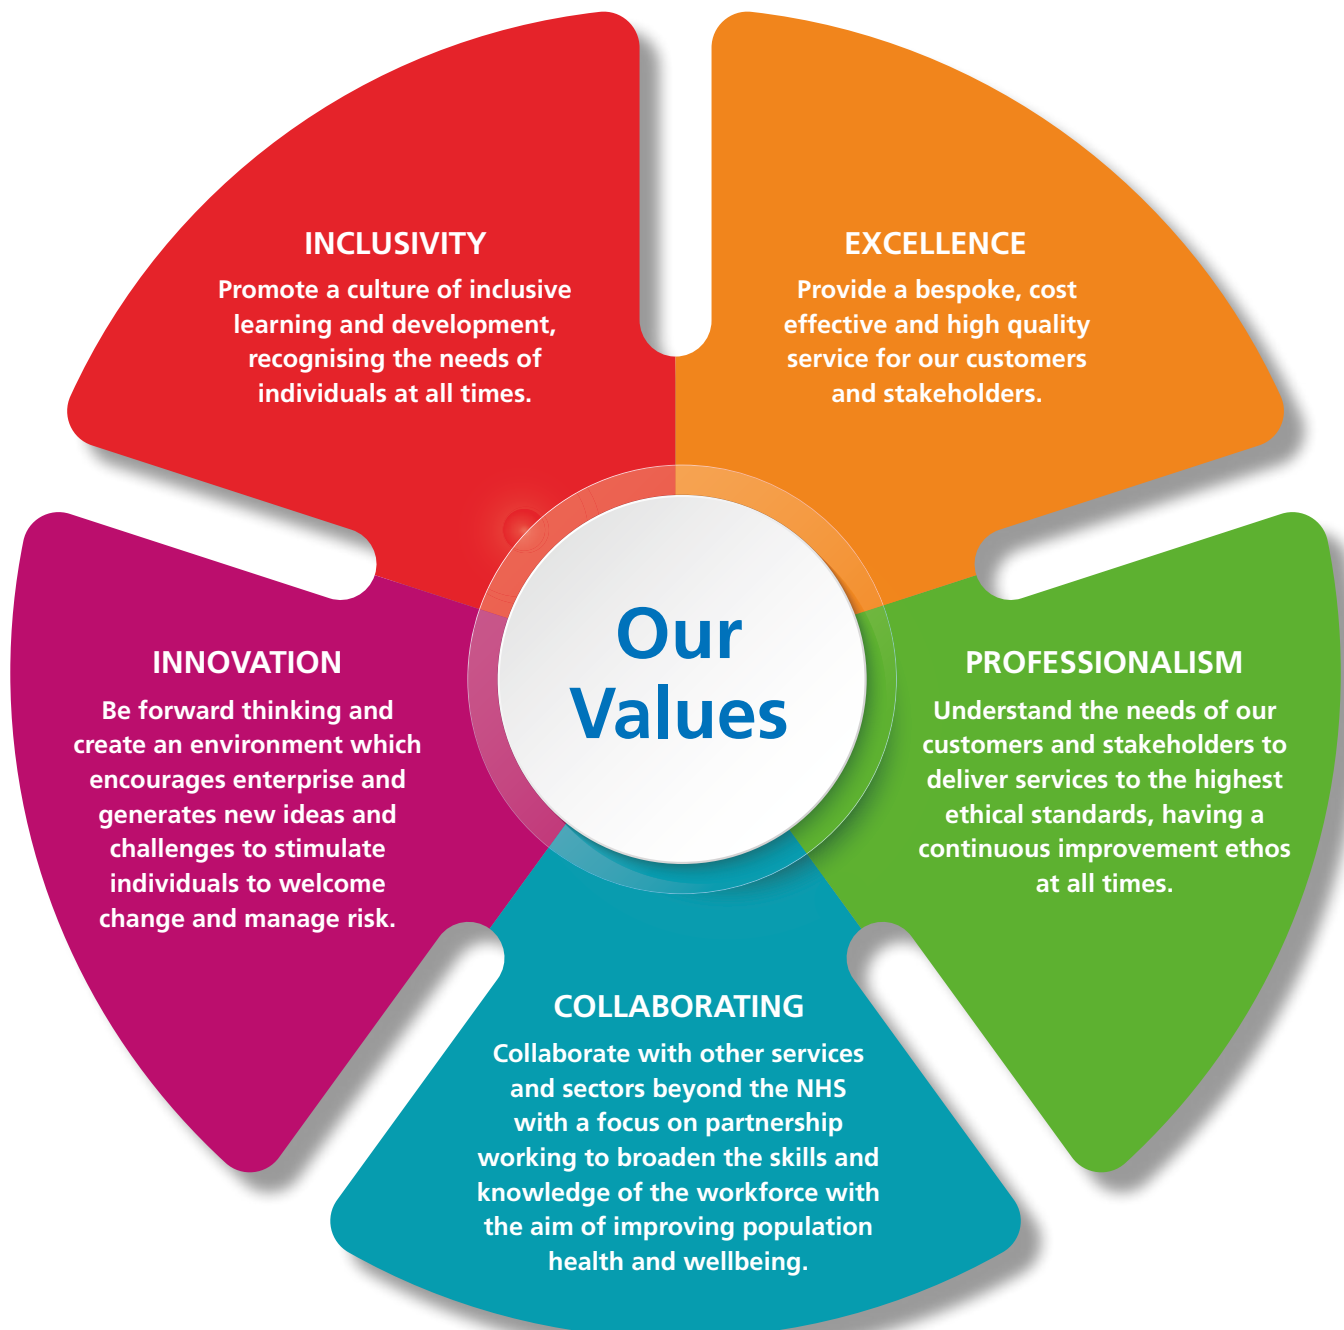 INCLUSIVITY
Promote a culture of inclusive
learning and development,
recognising the needs of
individuals at all times.
EXCELLENCE
Provide a bespoke, cost
effective and high quality
service for our customers
and stakeholders.
Our
Values
INNOVATION
Be forward thinking and
create an environment which
encourages enterprise and
generates new ideas and
challenges to stimulate
individuals to welcome
change and manage risk.
PROFESSIONALISM
Understand the needs of our
customers and stakeholders to
deliver services to the highest
ethical standards, having a
continuous improvement ethos
at all times.
COLLABORATING
Collaborate with other services
and sectors beyond the NHS
with a focus on partnership
working to broaden the skills and
knowledge of the workforce with
the aim of improving population
health and wellbeing.